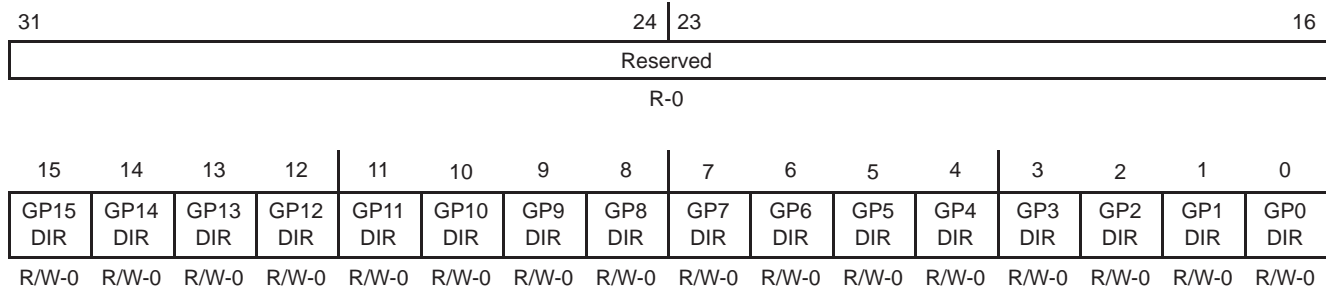 31 24 23 16
Reserved
R-0
15 14 13 12 11 10 9 8 7 6 5 4 3 2 1 0
GP15 GP14 GP13 GP12 GP11 GP10 GP9 GP8 GP7 GP6 GP5 GP4 GP3 GP2 GP1 GP0
DIR DIR DIR DIR DIR DIR DIR DIR DIR DIR DIR DIR DIR DIR DIR DIR
R/W-0 R/W-0 R/W-0 R/W-0 R/W-0 R/W-0 R/W-0 R/W-0 R/W-0 R/W-0 R/W-0 R/W-0 R/W-0 R/W-0 R/W-0 R/W-0